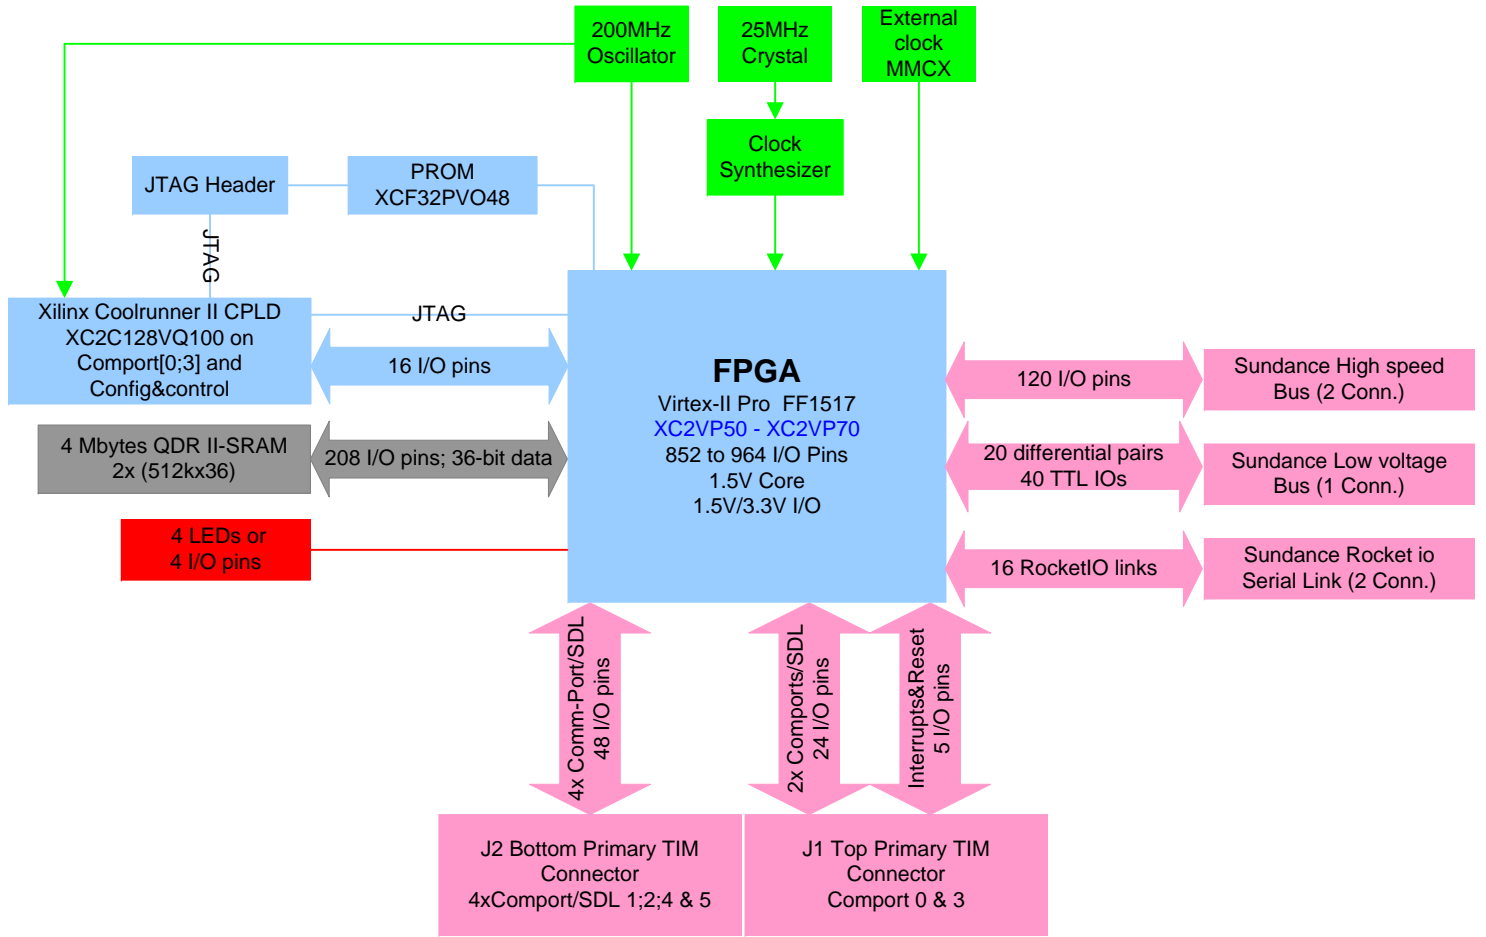 200MHz
Oscillator
25MHz
Crystal
External
clock
MMCX
Clock
Synthesizer
JTAG Header
PROM
XCF32PVO48
JTAG
Xilinx Coolrunner II CPLD
XC2C128VQ100 on
Comport[0;3] and
Config&control
JTAG
16 I/O pins
FPGA
Virtex-II Pro FF1517
XC2VP50 - XC2VP70
852 to 964 I/O Pins
1.5V Core
1.5V/3.3V I/O
120 I/O pins
Sundance High speed
Bus (2 Conn.)
4 Mbytes QDR II-SRAM
2x (512kx36)
208 I/O pins; 36-bit data
20 differential pairs
40 TTL IOs
Sundance Low voltage
Bus (1 Conn.)
4 LEDs or
4 I/O pins
16 RocketIO links
Sundance Rocket io
Serial Link (2 Conn.)
4x Comm-Port/SDL
48 I/O pins
2x Comports/SDL
24 I/O pins
Interrupts&Reset
5 I/O pins
J2 Bottom Primary TIM
Connector
4xComport/SDL 1;2;4 & 5
J1 Top Primary TIM
Connector
Comport 0 & 3